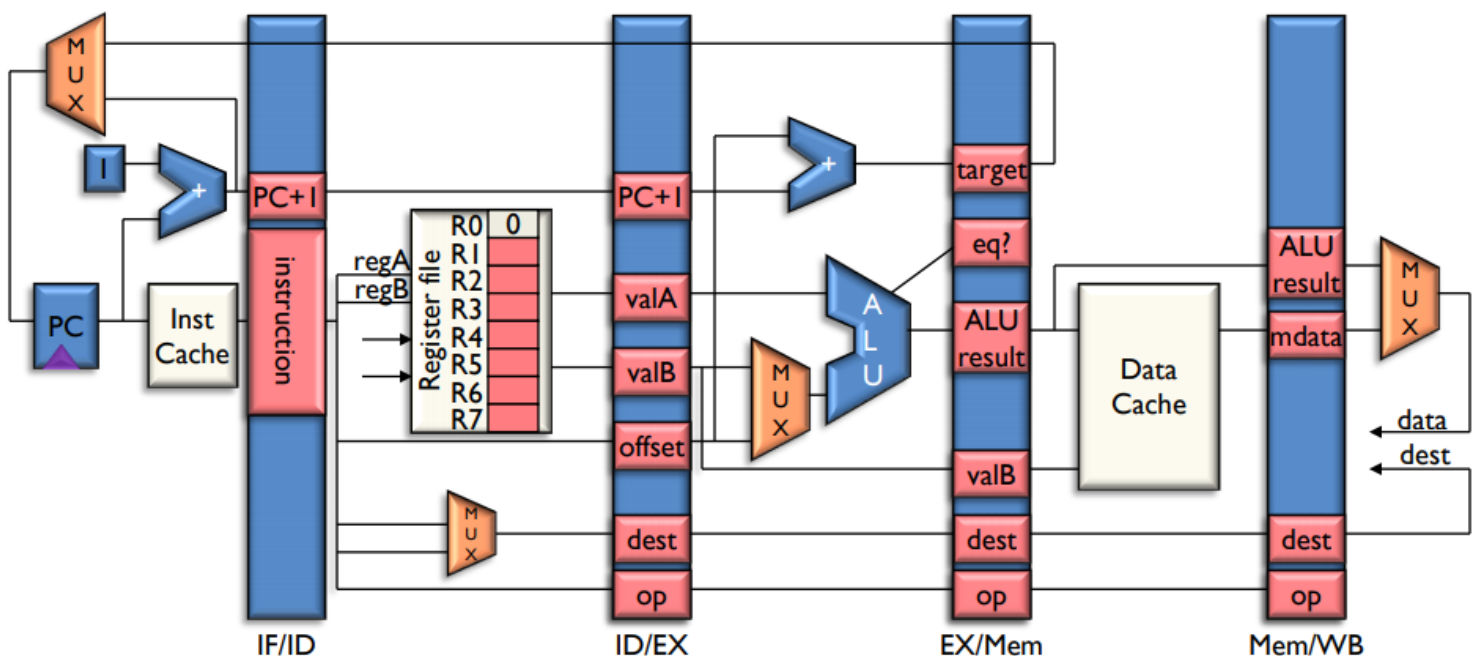 M
U
X
1
+
PC
Inst
Cache
PC+1
instruction
IF/ID
regA
regB
Register file
R0 0
R1
R2
R3
R4
R5
R6
R7
M
U
X
PC+1
valA
valB
offset
dest
op
ID/EX
+
M
U
X
A
L
U
target
eq?
ALU
result
valB
dest
op
EX/Mem
Data
Cache
ALU
result
mdata
dest
op
Mem/WB
M
U
X
data
dest